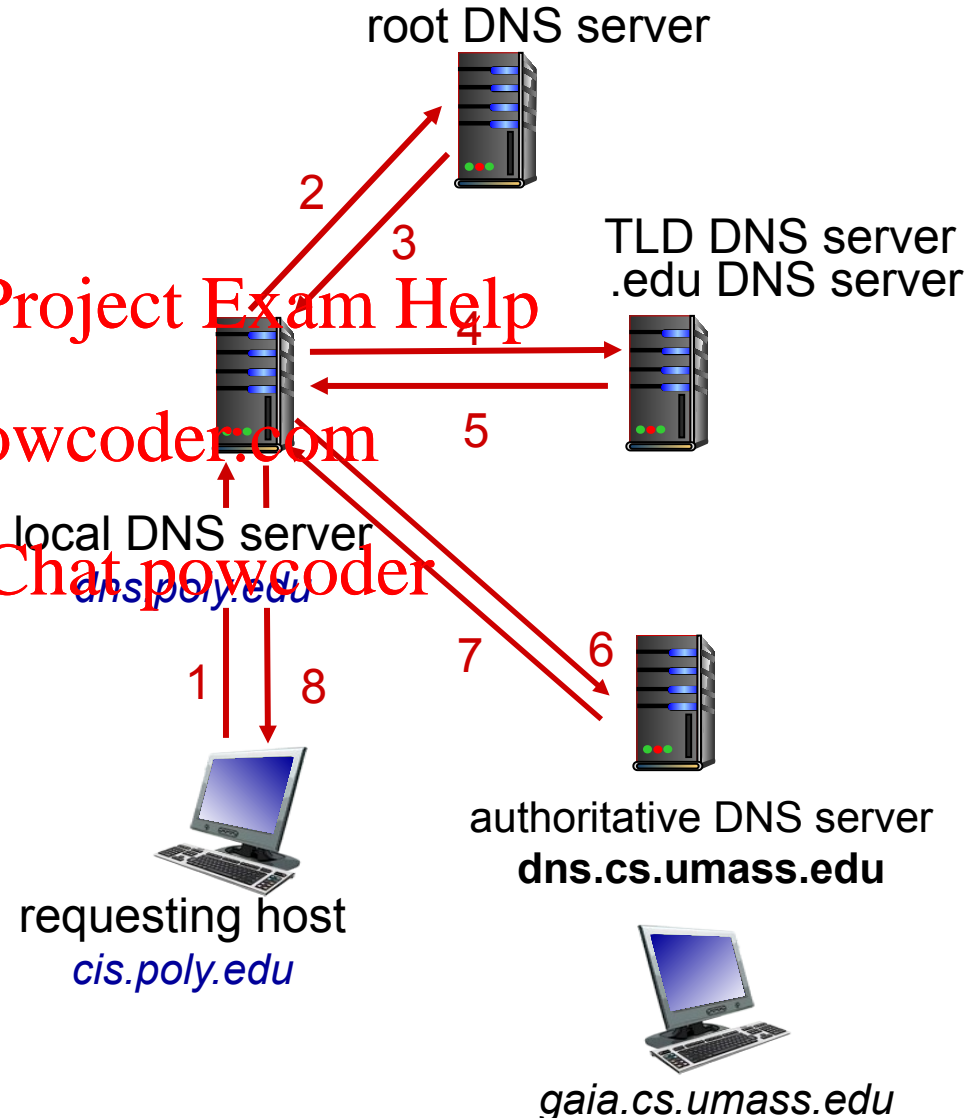 root DNS server
2
3
TLD DNS server
.edu DNS server
Project Exam Help
4
5
powcoder.com
local DNS server
Chat powcoder
dns.poly.edu
1
8
7
6
authoritative DNS server
dns.cs.umass.edu
requesting host
cis.poly.edu
gaia.cs.umass.edu